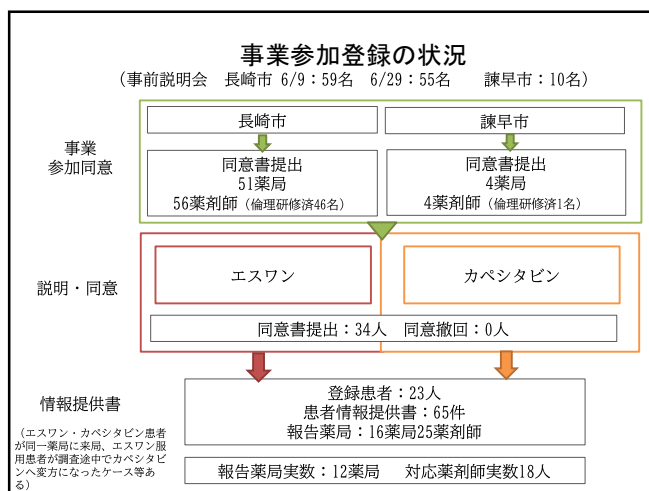 事業参加登録の状況
（事前説明会　長崎市 6/9：59名　6/29：55名　　諫早市：10名）
事業
参加同意
長崎市
同意書提出
51薬局
56薬剤師（倫理研修済46名）
諫早市
同意書提出
4薬局
4薬剤師（倫理研修済1名）
説明・同意
エスワン
カペシタビン
同意書提出：34人　同意撤回：0人
情報提供書
（エスワン・カペシタビン患者
が同一薬局に来局、エスワン服
用患者が調査途中でカペシタビ
ンへ変方になったケース等あ
る）
登録患者：23人
患者情報提供書：65件
報告薬局：16薬局25薬剤師
報告薬局実数：12薬局　　対応薬剤師実数18人